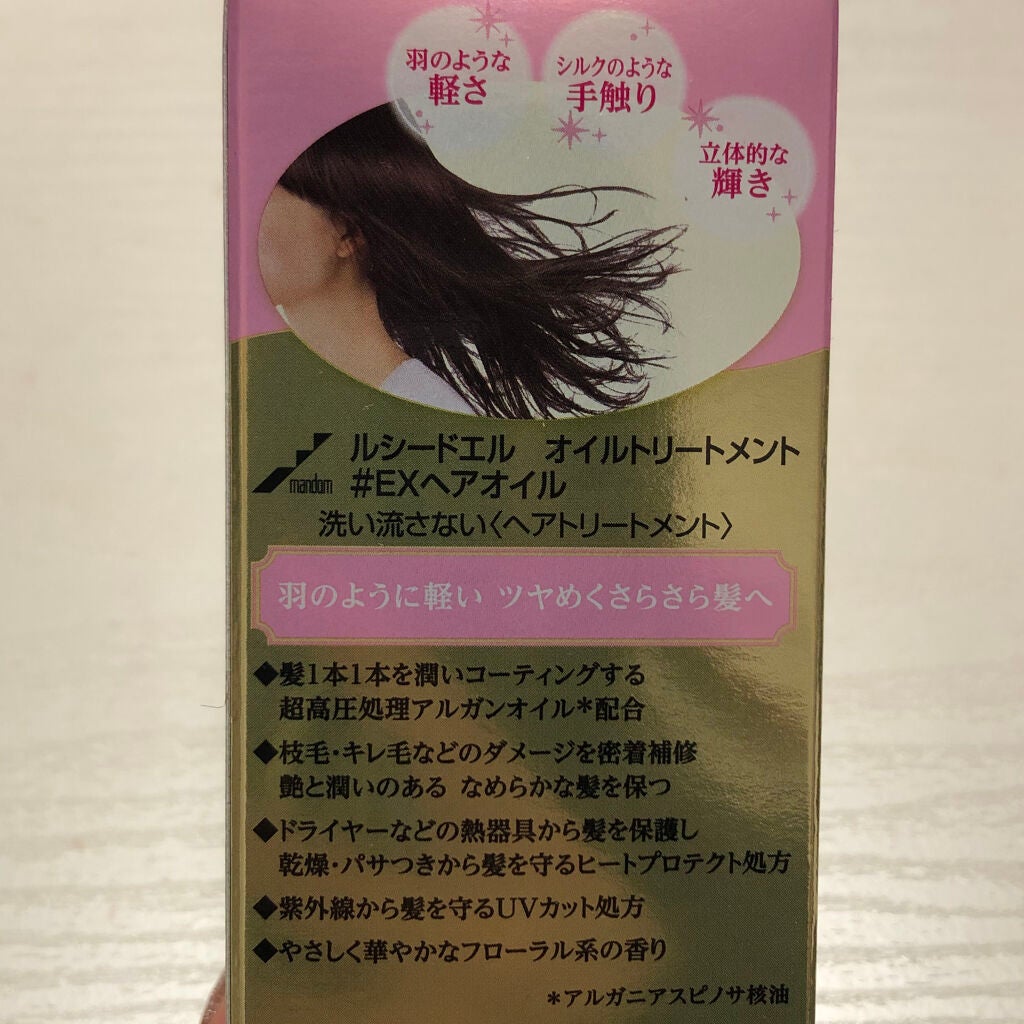 羽のような
軽さ
シルクのような
手触り
立体的な
輝き
mandom
ルシードエル オイルトリートメント
#EXヘアオイル
洗い流さない〈ヘアトリートメント〉
羽のように軽い ツヤめくさらさら髪へ
◆髪1本1本を潤いコーティングする
超高圧処理アルガンオイル*配合
◆枝毛・キレ毛などのダメージを密着補修
艶と潤いのある なめらかな髪を保つ
◆ドライヤーなどの熱器具から髪を保護し
乾燥・パサつきから髪を守るヒートプロテクト処方
◆紫外線から髪を守るUVカット処方
◆やさしく華やかなフローラル系の香り
*アルガニアスピノサ核油